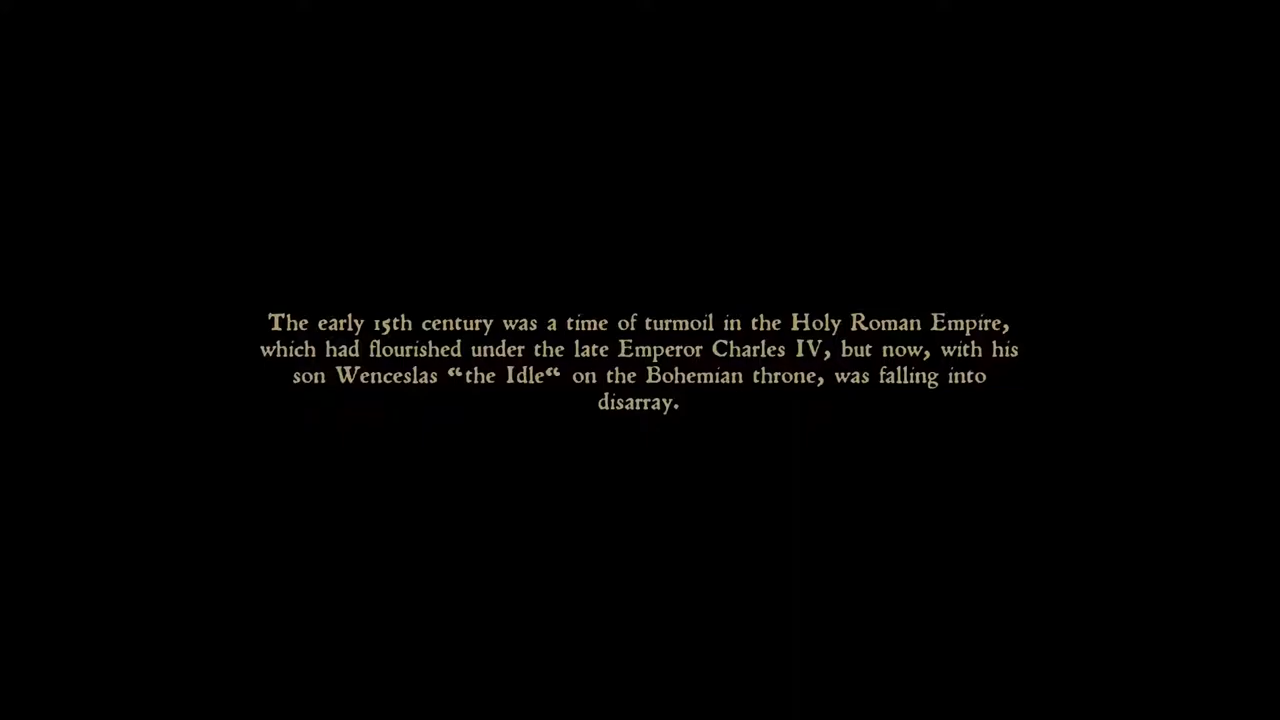 The early 15th century was a time of turmoil in the Holy Roman Empire,
which had flourished under the late Emperor Charles IV, but now, with his
son Wenceslas “the Idle“ on the Bohemian throne, was falling into
disarray.